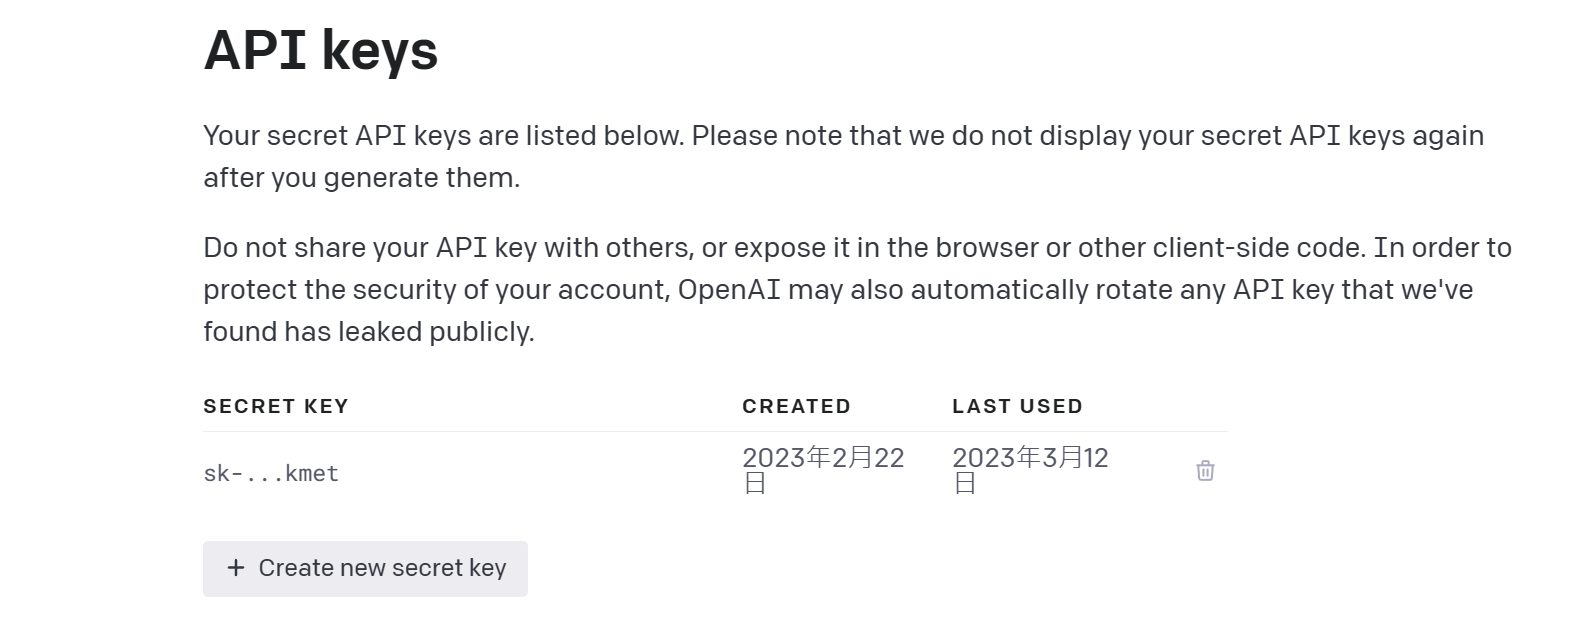 API keys
Your secret API keys are listed below. Please note that we do not display your secret API keys again
after you generate them.
Do not share your API key with others, or expose it in the browser or other client-side code. In order to
protect the security of your account, OpenAI may also automatically rotate any API key that we've
found has leaked publicly.
SECRET KEY CREATED LAST USED
sk-...kmet 2023年2月22日 2023年3月12日
+ Create new secret key